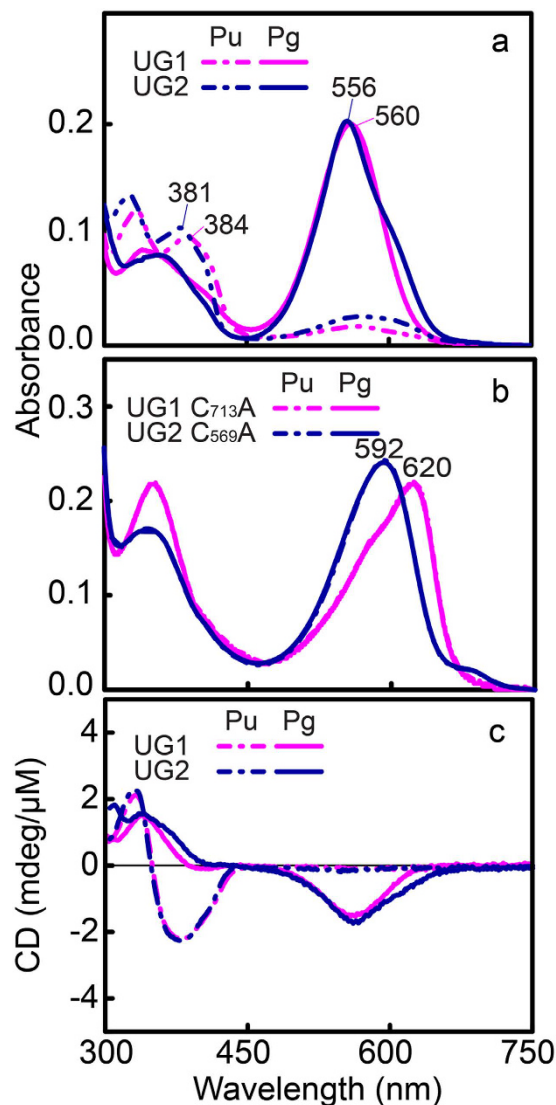 Pu Pg
UG1
UG2
a
556
560
381
384
0.2
0.1
0.0
Absorbance
Pu Pg
UG1 C713A
UG2 C569A
b
592
620
0.3
0.2
0.1
0.0
Pu Pg
UG1
UG2
c
4
2
0
-2
-4
CD (mdeg/µM)
300 450 600 750
Wavelength (nm)